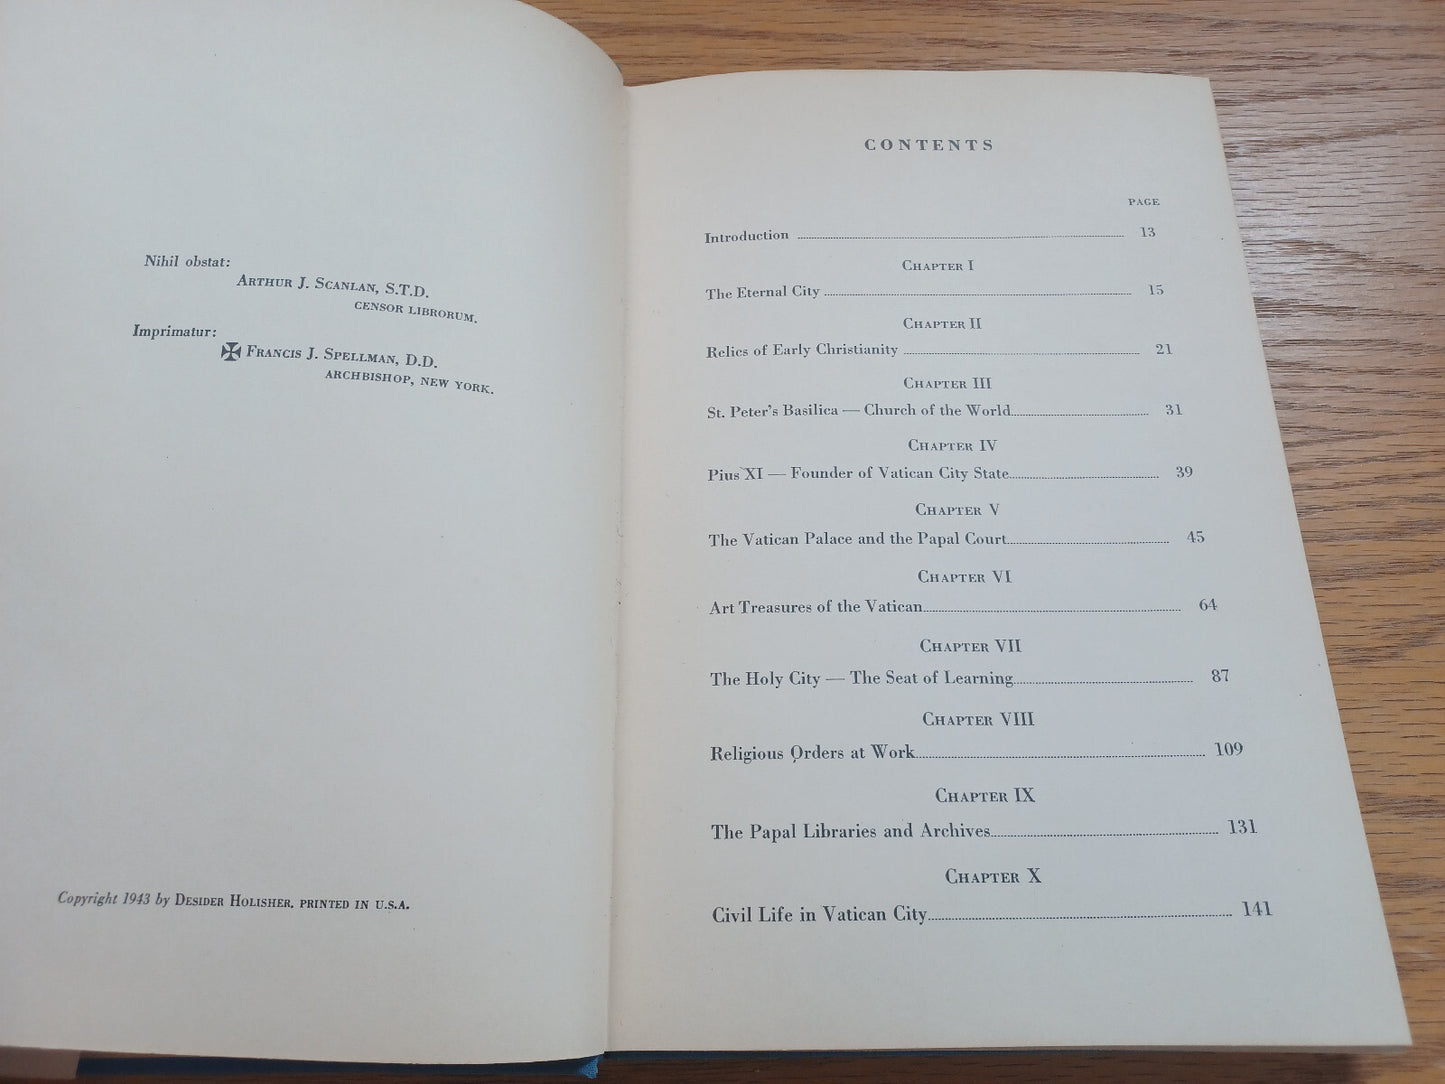 Nihil obstat:
Arthur J. Scanlan, S.T.D.
CENSOR LIBRORUM.
Imprimatur:
✠ Francis J. Spellman, D.D.
ARCHBISHOP, NEW YORK.
Copyright 1943 by Desider Holisher. PRINTED IN U.S.A.
CONTENTS
PAGE
Introduction 13
Chapter I
The Eternal City 15
Chapter II
Relics of Early Christianity 21
Chapter III
St. Peter's Basilica — Church of the World 31
Chapter IV
Pius XI — Founder of Vatican City State 39
Chapter V
The Vatican Palace and the Papal Court 45
Chapter VI
Art Treasures of the Vatican 64
Chapter VII
The Holy City — The Seat of Learning 87
Chapter VIII
Religious Orders at Work 109
Chapter IX
The Papal Libraries and Archives 131
Chapter X
Civil Life in Vatican City 141